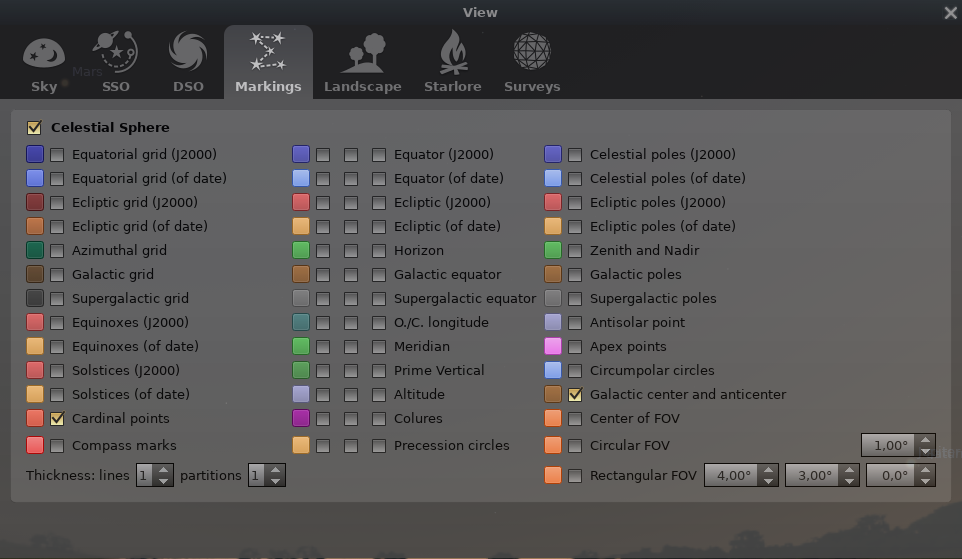 View
Mars
Sky SSO DSO Markings Landscape Starlore Surveys
Celestial Sphere
Equatorial grid (J2000) Equator (J2000) Celestial poles (J2000)
Equatorial grid (of date) Equator (of date) Celestial poles (of date)
Ecliptic grid (J2000) Ecliptic (J2000) Ecliptic poles (J2000)
Ecliptic grid (of date) Ecliptic (of date) Ecliptic poles (of date)
Azimuthal grid Horizon Zenith and Nadir
Galactic grid Galactic equator Galactic poles
Supergalactic grid Supergalactic equator Supergalactic poles
Equinoxes (J2000) O./C. longitude Antisolar point
Equinoxes (of date) Meridian Apex points
Solstices (J2000) Prime Vertical Circumpolar circles
Solstices (of date) Altitude Galactic center and anticenter
Cardinal points Colures Center of FOV
Compass marks Precession circles Circular FOV 1,00°
Thickness: lines 1 partitions 1 Rectangular FOV 4,00° 3,00° 0,0°